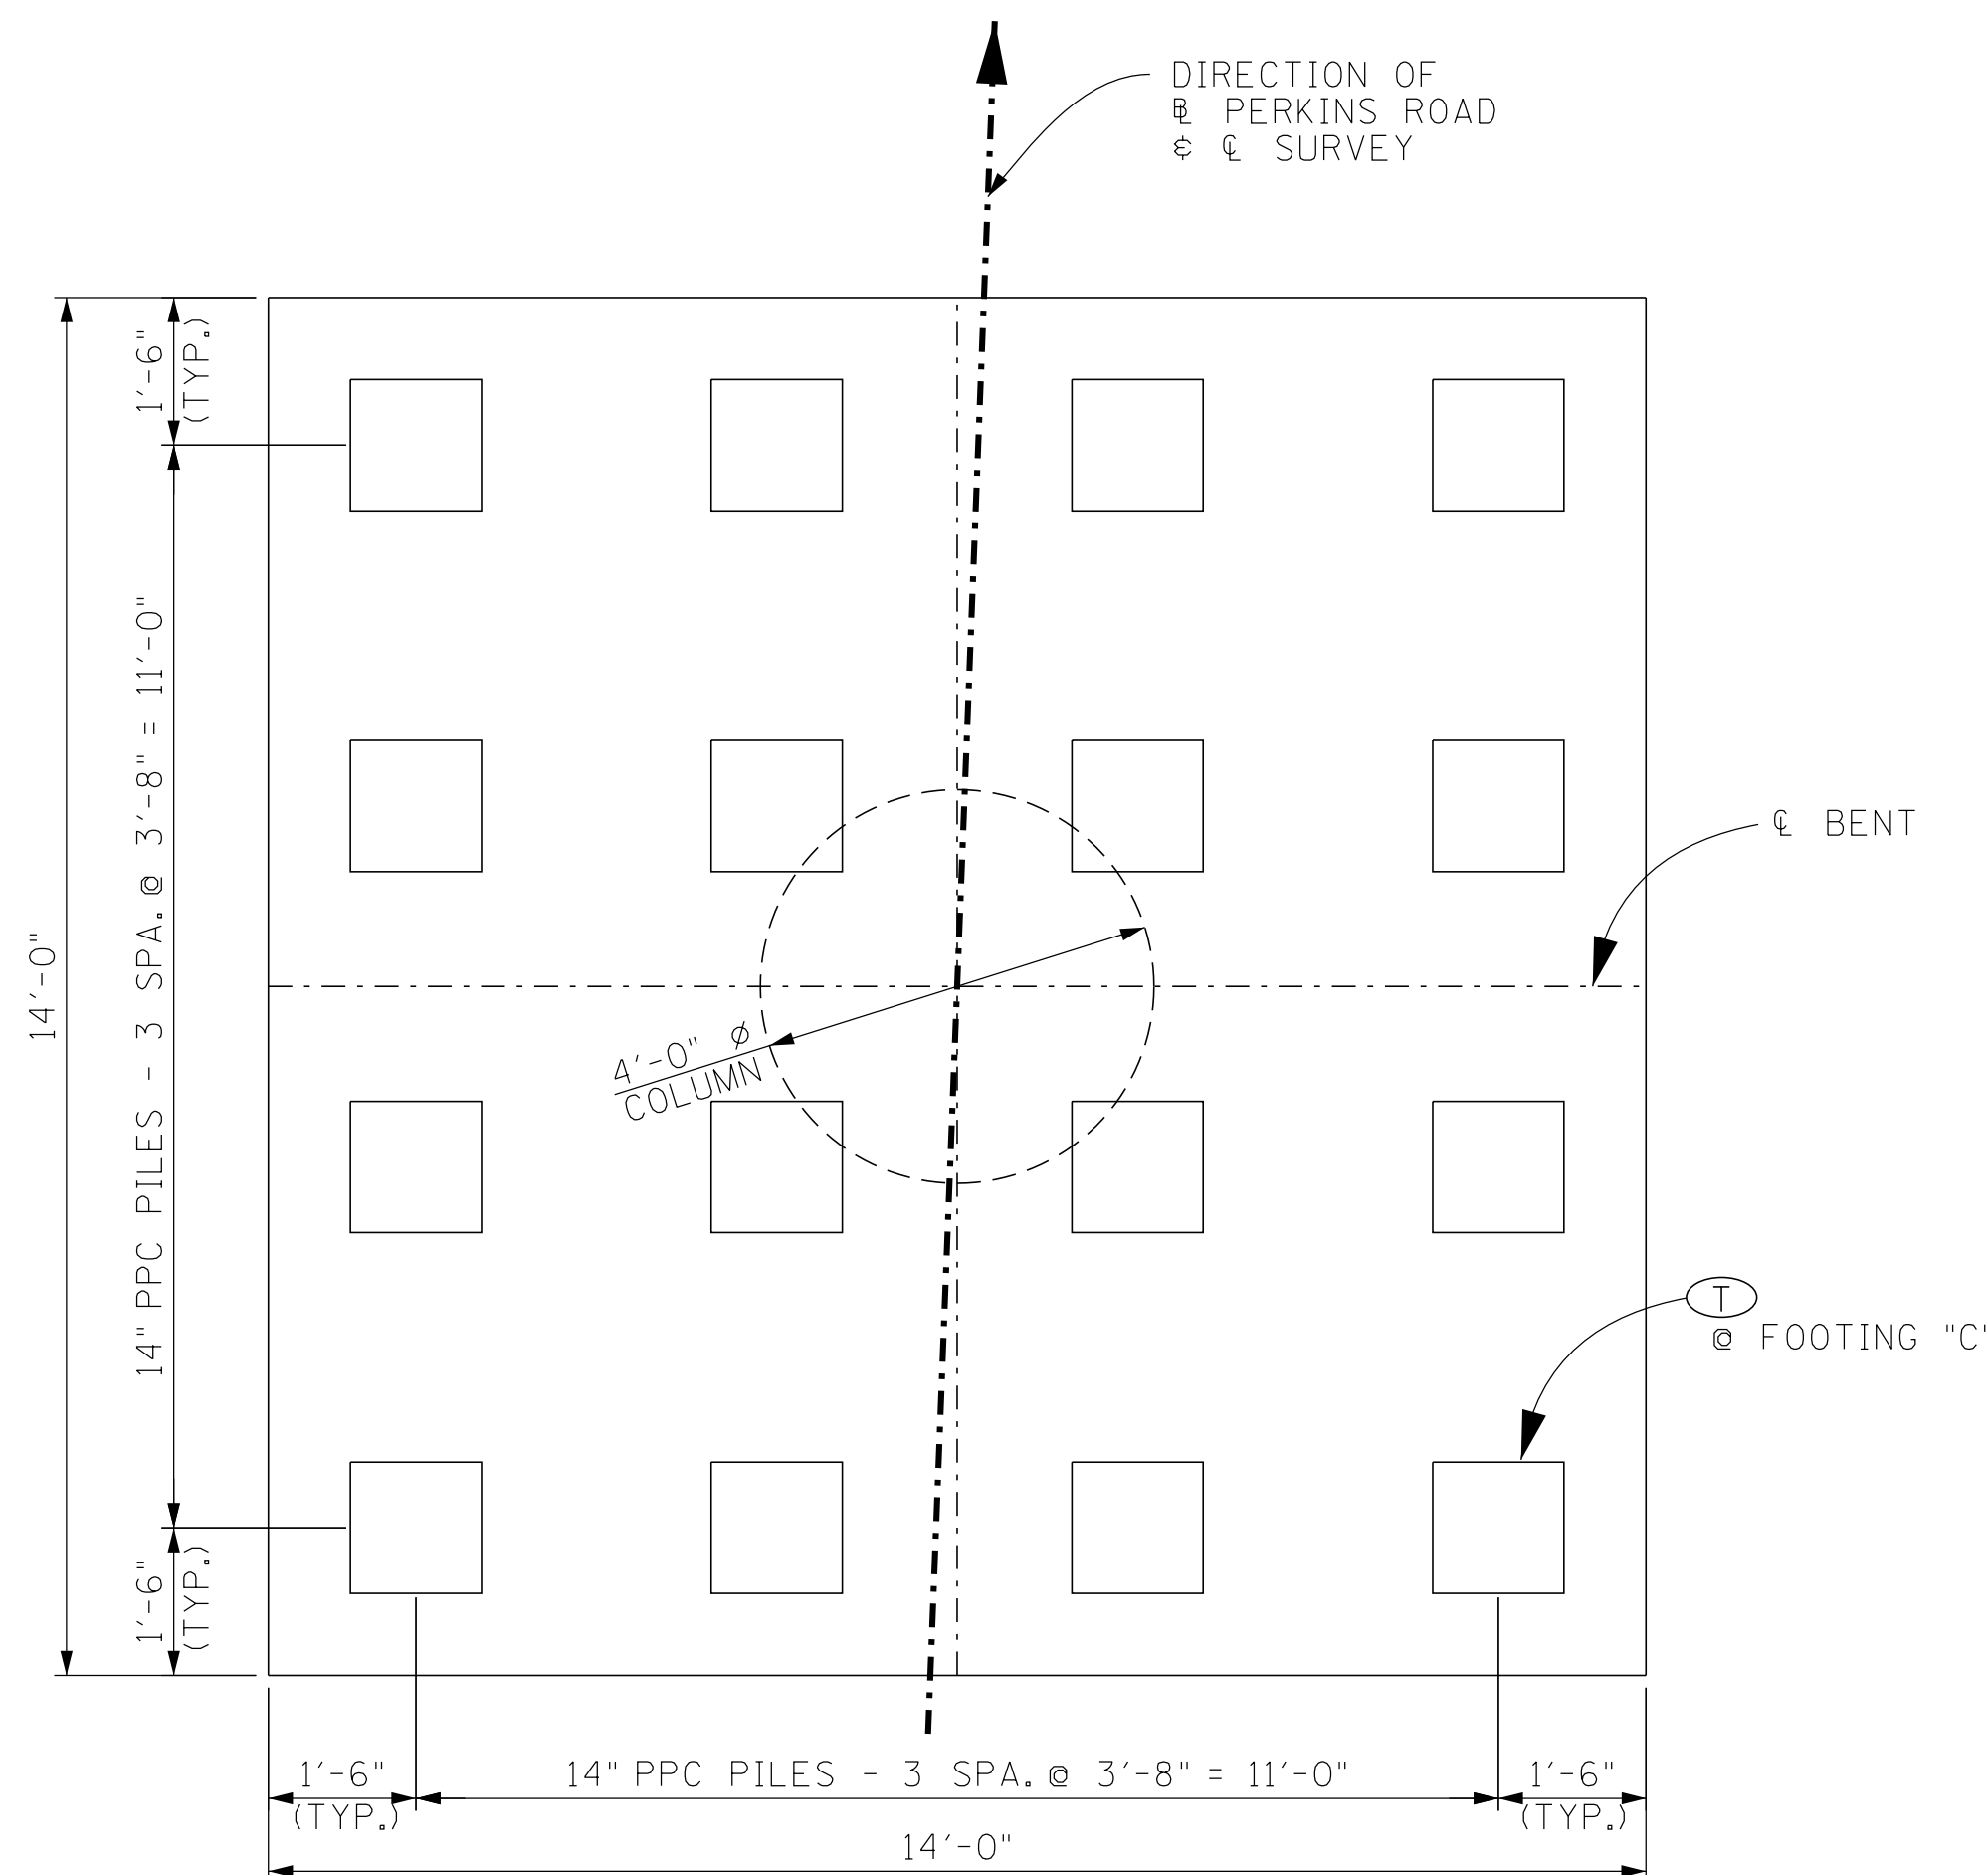 DIRECTION OF
℄ PERKINS ROAD
& ℄ SURVEY
1'-6"
(TYP.)
14" PPC PILES - 3 SPA. @ 3'-8" = 11'-0"
14'-0"
℄ BENT
4'-0" Ø
COLUMN
T
@ FOOTING "C"
1'-6"
(TYP.)
1'-6"
(TYP.)
14" PPC PILES - 3 SPA. @ 3'-8" = 11'-0"
1'-6"
(TYP.)
14'-0"